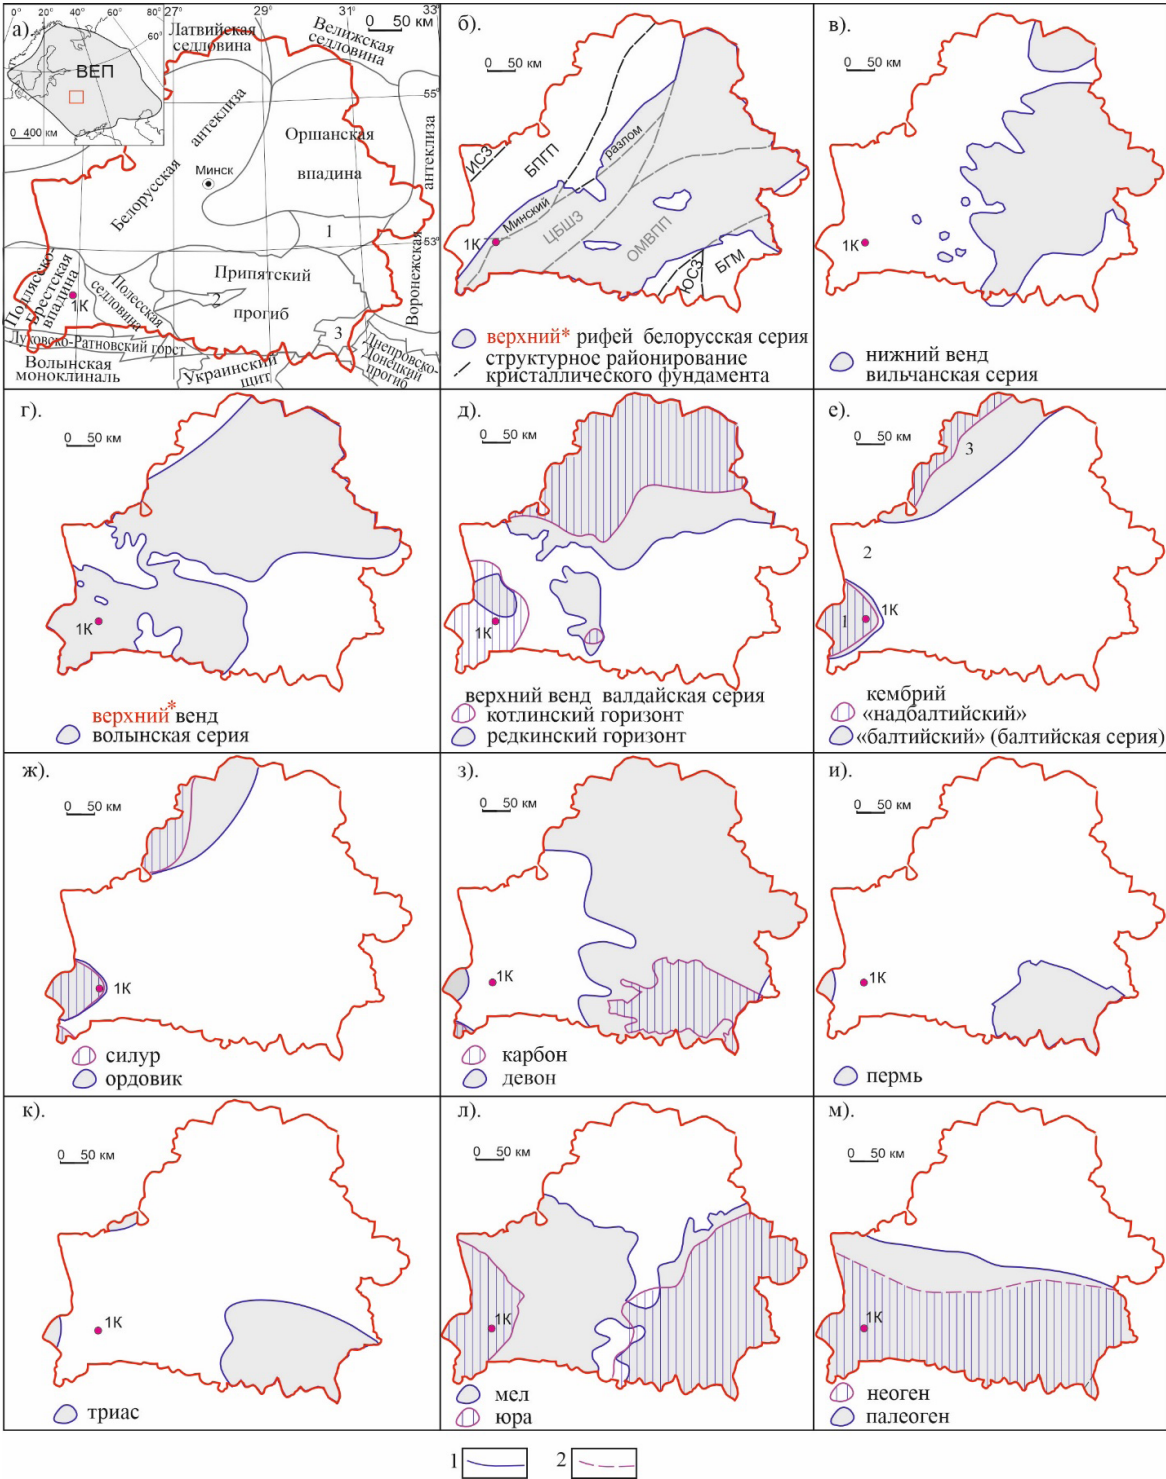 а).
0° 20° 40° 60° 80°
60°
ВЕП
0 400 км
27° 29° 31° 33°
0 50 км
Латвийская
седловина
Велижская
седловина
55°
Белорусская антеклиза
Оршанская
впадина
Минск
1
53°
Воронежская антеклиза
Подлясско-
Брестская
впадина
1К
Полесская
седловина
Припятский
2
прогиб
3
Луховско-Ратновский горст
Волынская
моноклиналь
Украинский
щит
Днепровско-
Донецкий
прогиб
б).
0 50 км
ИСЗ
БПГП
Минский разлом
ЦБШЗ
ОМВПП
ЮСЗ
БГМ
1К
верхний* рифей белорусская серия
структурное районирование
кристаллического фундамента
в).
0 50 км
1К
нижний венд
вильчанская серия
г).
0 50 км
1К
верхний* венд
волынская серия
д).
0 50 км
1К
верхний венд валдайская серия
котлинский горизонт
редкинский горизонт
е).
0 50 км
3
2
1К
1
кембрий
«надбалтийский»
«балтийский» (балтийская серия)
ж).
0 50 км
1К
силур
ордовик
з).
0 50 км
1К
карбон
девон
и).
0 50 км
1К
пермь
к).
0 50 км
1К
триас
л).
0 50 км
1К
мел
юра
м).
0 50 км
1К
неоген
палеоген
1 2